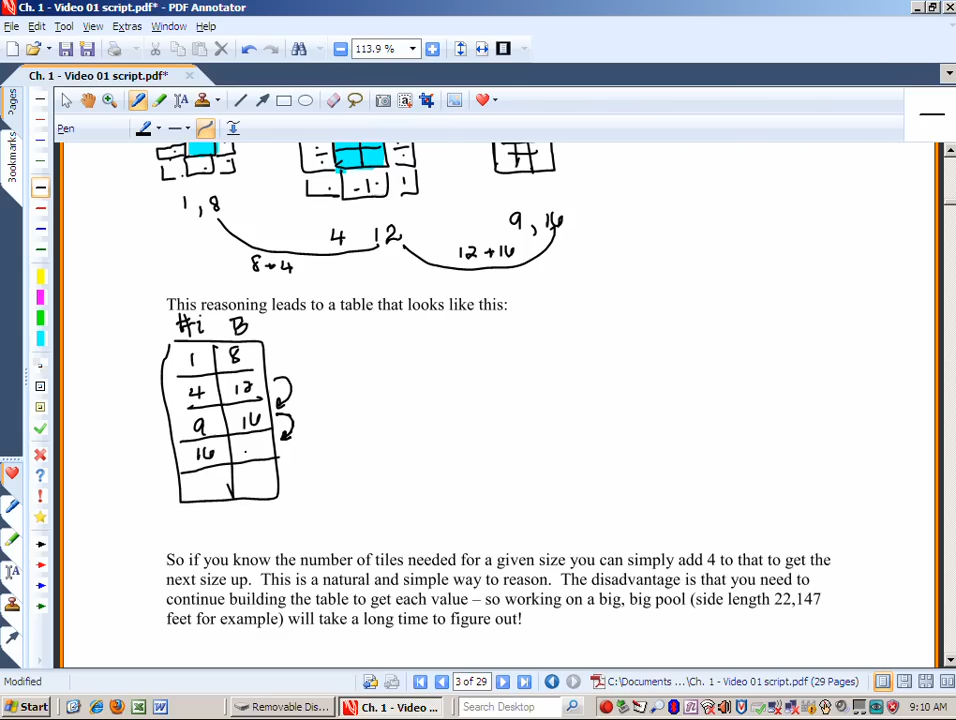 Ch. 1 - Video 01 script.pdf* - PDF Annotator
File Edit Tool View Extras Window Help
113.9 %
Ch. 1 - Video 01 script.pdf*
Pages
Pen
Bookmarks
1, 8
4 12
9, 16
8+4
12+16
This reasoning leads to a table that looks like this:
#i B
1 8
4 12
9 16
16
So if you know the number of tiles needed for a given size you can simply add 4 to that to get the
next size up. This is a natural and simple way to reason. The disadvantage is that you need to
continue building the table to get each value – so working on a big, big pool (side length 22,147
feet for example) will take a long time to figure out!
Modified
3 of 29
C:\Documents ...\Ch. 1 - Video 01 script.pdf (29 Pages)
Start
Removable Dis...
Ch. 1 - Video ...
Search Desktop
9:10 AM